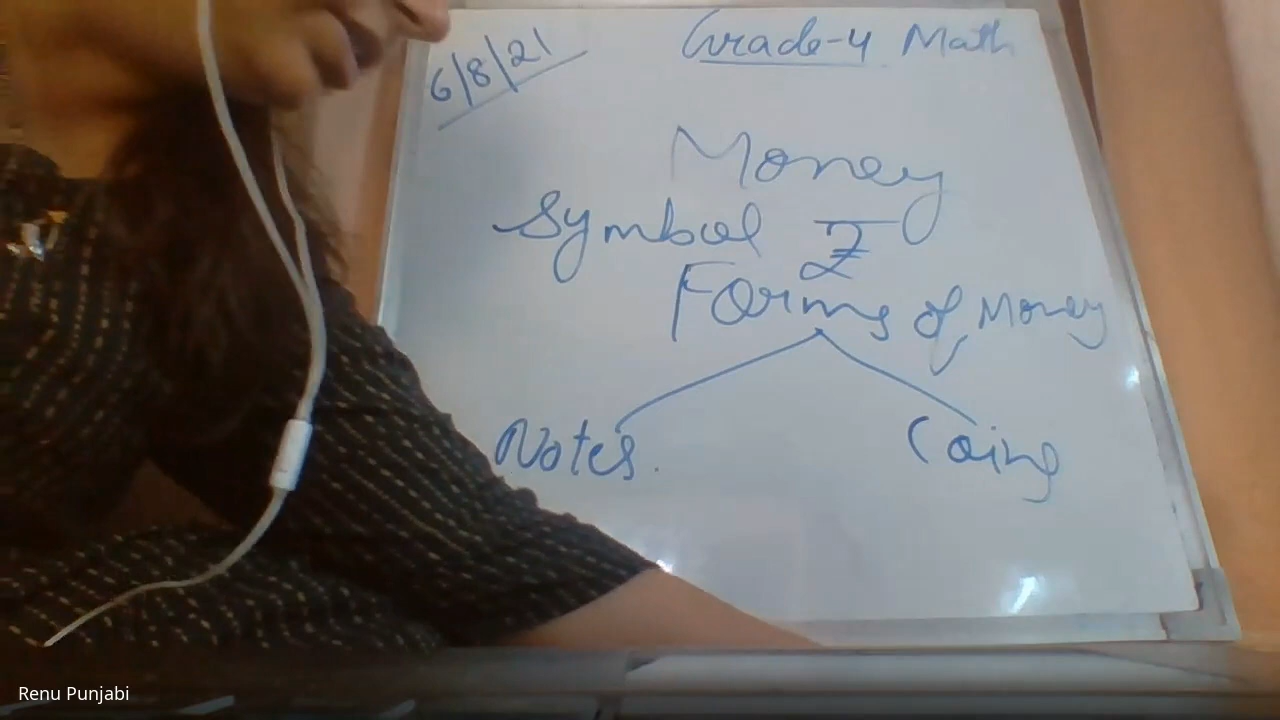 6/8/21
Grade-4 Math
Money
Symbol ₹
Forms of Money
Notes. Coins
Renu Punjabi